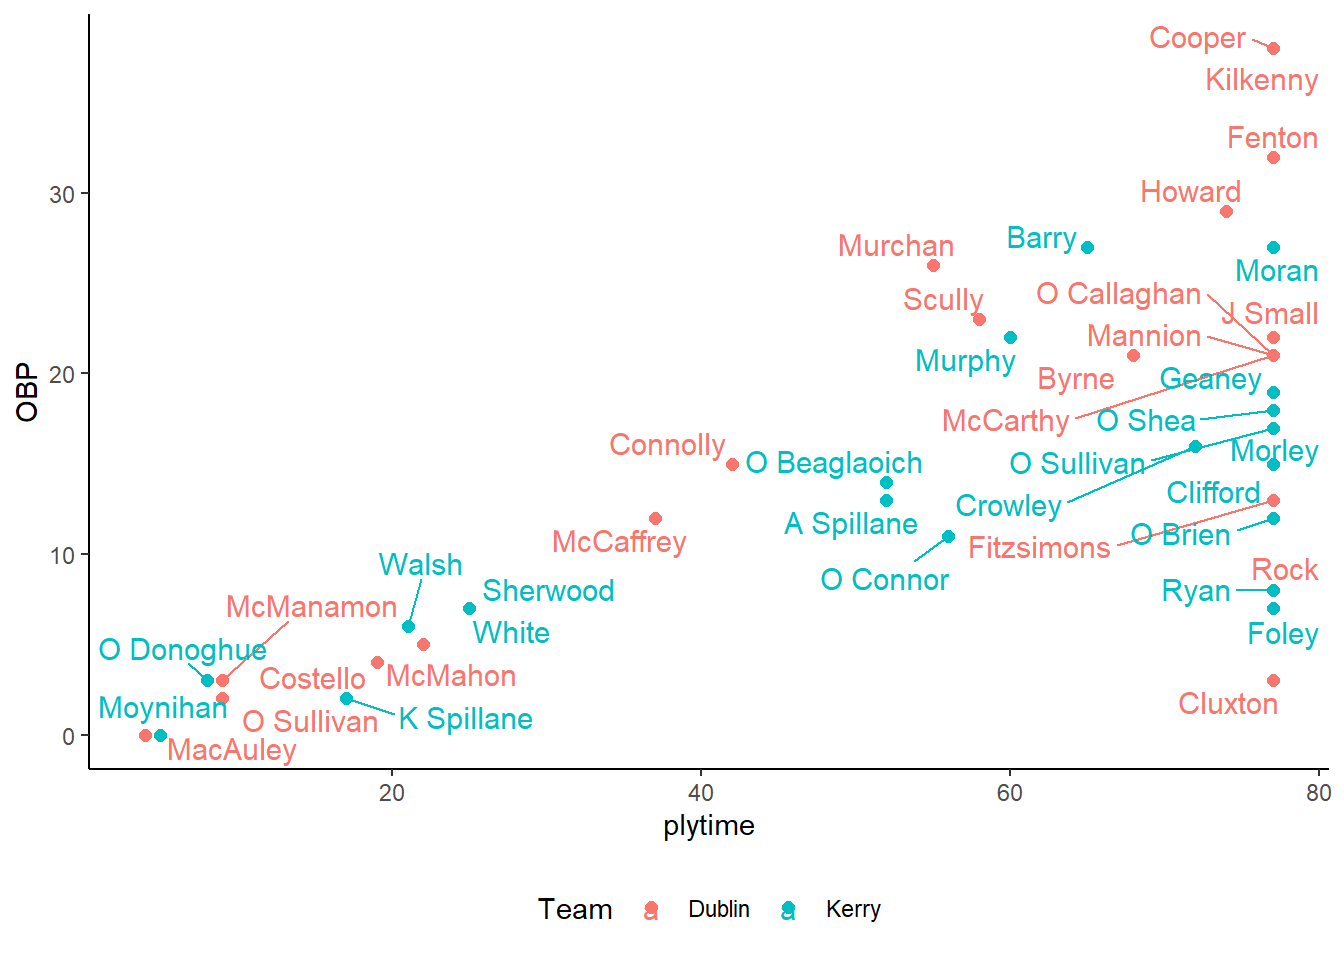 Cooper
Kilkenny
Fenton
30
Howard
Barry
Murchan
Moran
O Callaghan
Scully
J Small
Mannion
Murphy
OBP
20
Byrne
Geaney
McCarthy
O Shea
Connolly
Morley
O Beaglaoich
O Sullivan
Clifford
Crowley
A Spillane
O Brien
McCaffrey
Fitzsimons
10
Walsh
Rock
O Connor
Sherwood
Ryan
McManamon
White
Foley
O Donoghue
McMahon
Costello
Cluxton
Moynihan
K Spillane
O Sullivan
0
MacAuley
20 40 60 80
plytime
Team a Dublin a Kerry